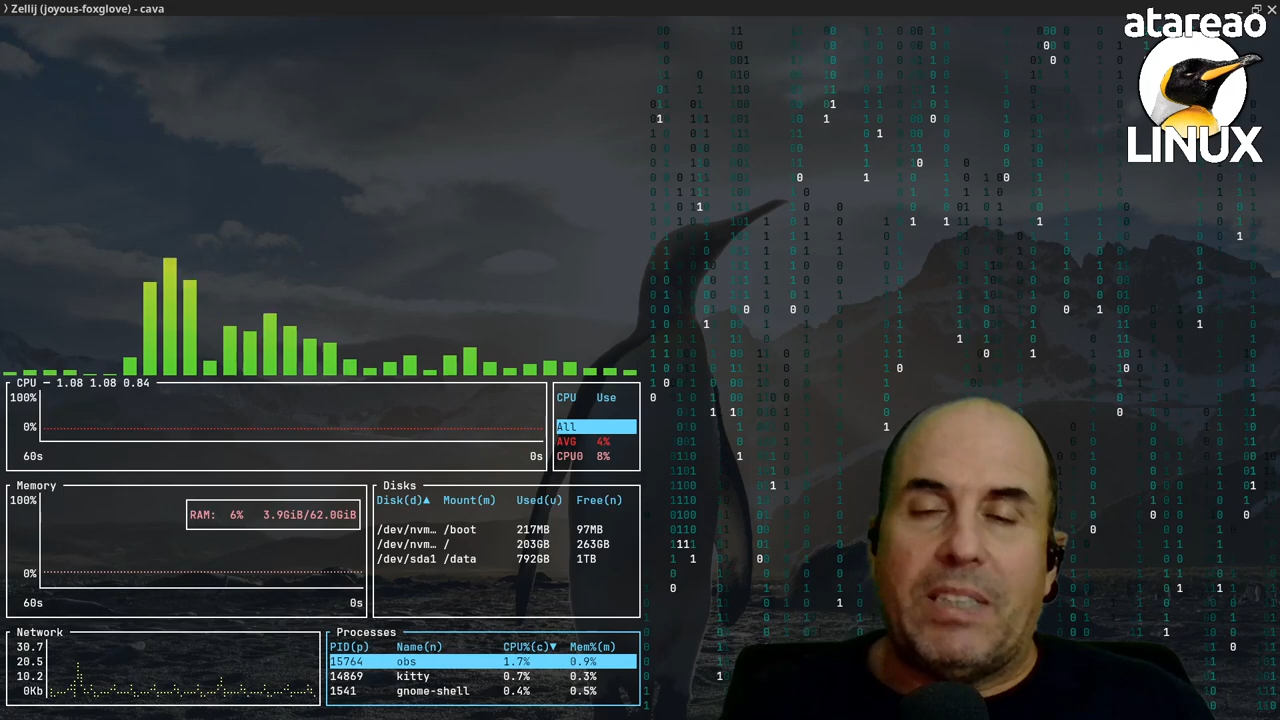 ❭ Zellij (joyous-foxglove) - cava
atareao
LINUX
CPU — 1.08 1.08 0.84
100%
0%
60s 0s
CPU Use
All
AVG 4%
CPU0 8%
Memory
100%
RAM: 6% 3.9GiB/62.0GiB
0%
60s 0s
Disks
Disk(d)▲ Mount(m) Used(u) Free(n)
/dev/nvm… /boot 217MB 97MB
/dev/nvm… / 203GB 263GB
/dev/sda1 /data 792GB 1TB
Network
30.7
20.5
10.2
0Kb
Processes
PID(p) Name(n) CPU%(c)▼ Mem%(m)
15764 obs 1.7% 0.9%
14869 kitty 0.7% 0.3%
1541 gnome-shell 0.4% 0.5%